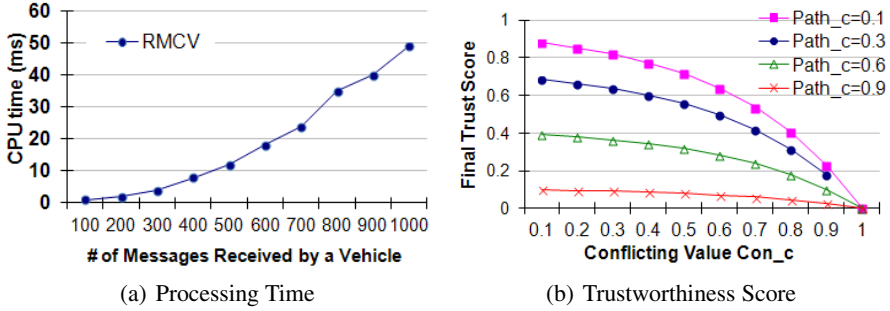 60
50
40
30
20
10
0
CPU time (ms)
RMCV
100 200 300 400 500 600 700 800 900 1000
# of Messages Received by a Vehicle
(a) Processing Time
1
0.8
0.6
0.4
0.2
0
Final Trust Score
Path_c=0.1
Path_c=0.3
Path_c=0.6
Path_c=0.9
0.1 0.2 0.3 0.4 0.5 0.6 0.7 0.8 0.9 1
Conflicting Value Con_c
(b) Trustworthiness Score